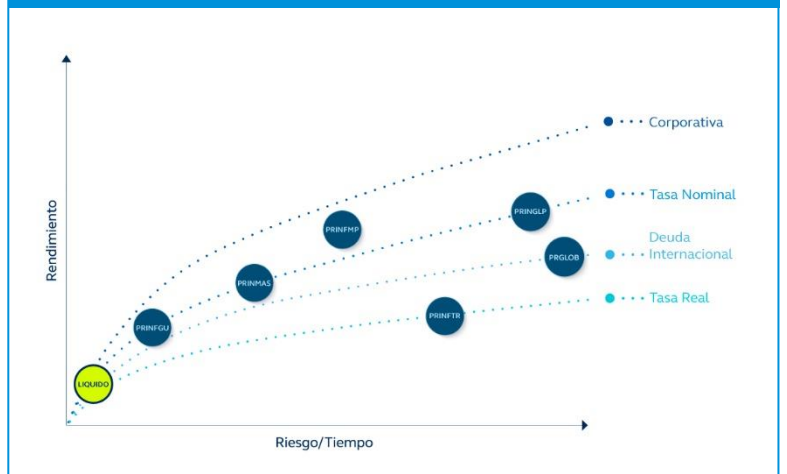 Corporativa
Tasa Nominal
Deuda
Internacional
Tasa Real
Rendimiento
PRINFMP
PRINGLP
PRGLOB
PRINMAS
PRINFTR
PRINFGU
LIQUIDO
Riesgo/Tiempo